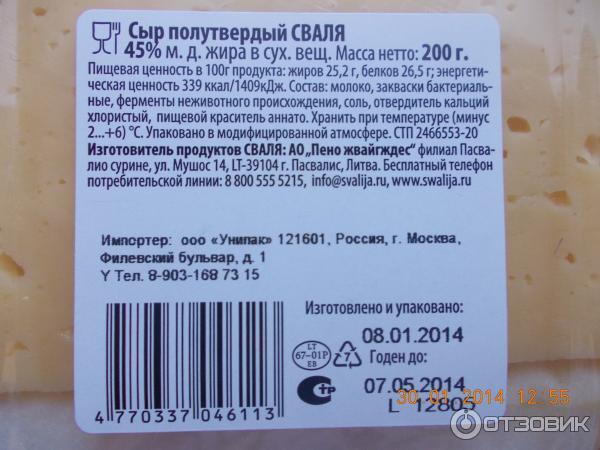 Сыр полутвердый СВАЛЯ
45% м. д. жира в сух. вещ. Масса нетто: 200 г.
Пищевая ценность в 100г продукта: жиров 25,2 г, белков 26,5 г; энергети-
ческая ценность 339 ккал/1409кДж. Состав: молоко, закваски бактериаль-
ные, ферменты неживотного происхождения, соль, отвердитель кальций
хлористый, пищевой краситель аннато. Хранить при температуре (минус
2...+6) °С. Упаковано в модифицированной атмосфере. СТП 2466553-20
Изготовитель продуктов СВАЛЯ: АО „Пено жвайгждес" филиал Пасва-
лио сурине, ул. Мушос 14, LT-39104 г. Пасвалис, Литва. Бесплатный телефон
потребительской линии: 8 800 555 5215, info@svalija.ru, www.swalija.ru
Импортер: ооо «Унипак» 121601, Россия, г. Москва,
Филевский бульвар, д. 1
Y Тел. 8-903-168 73 15
Изготовлено и упаковано:
08.01.2014
LT
67-01P
EB
7
Годен до:
07.05.2014
30.01.2014 12:55
L 12805
4 770337 046113
ОТЗОВИК